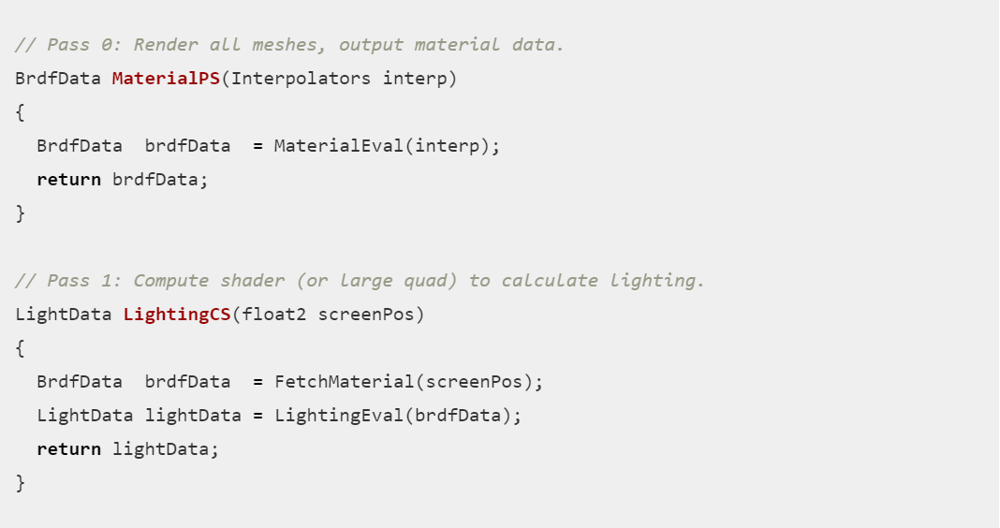 // Pass 0: Render all meshes, output material data.
BrdfData MaterialPS(Interpolators interp)
{
  BrdfData  brdfData  = MaterialEval(interp);
  return brdfData;
}

// Pass 1: Compute shader (or large quad) to calculate lighting.
LightData LightingCS(float2 screenPos)
{
  BrdfData  brdfData  = FetchMaterial(screenPos);
  LightData lightData = LightingEval(brdfData);
  return lightData;
}